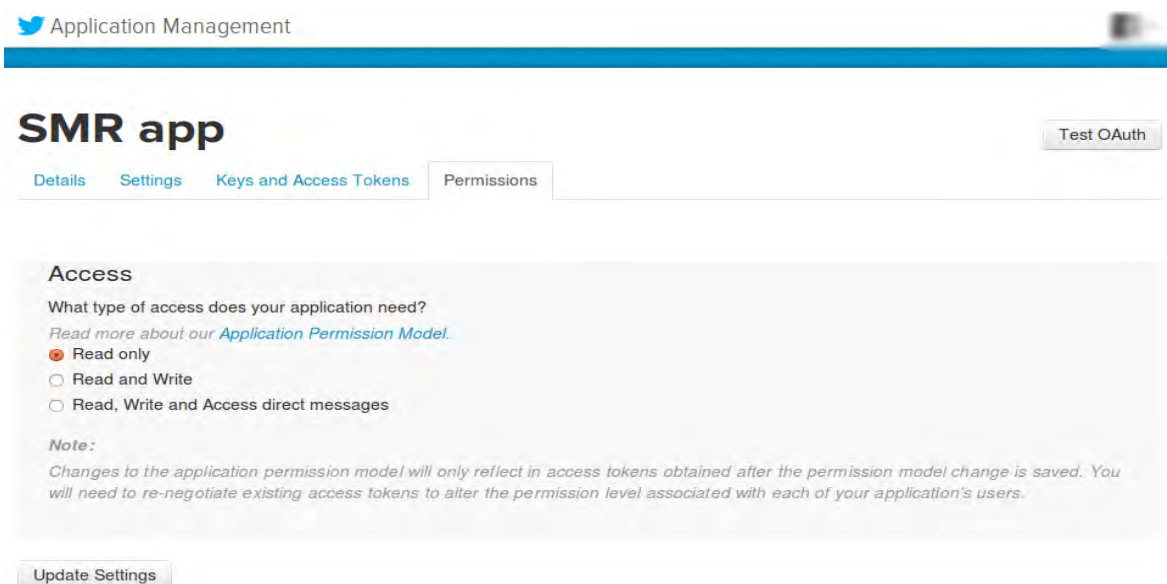 Application Management
SMR app
Test OAuth
Details Settings Keys and Access Tokens Permissions
Access
What type of access does your application need?
Read more about our Application Permission Model.
Read only
Read and Write
Read, Write and Access direct messages
Note:
Changes to the application permission model will only reflect in access tokens obtained after the permission model change is saved. You
will need to re-negotiate existing access tokens to alter the permission level associated with each of your application's users.
Update Settings